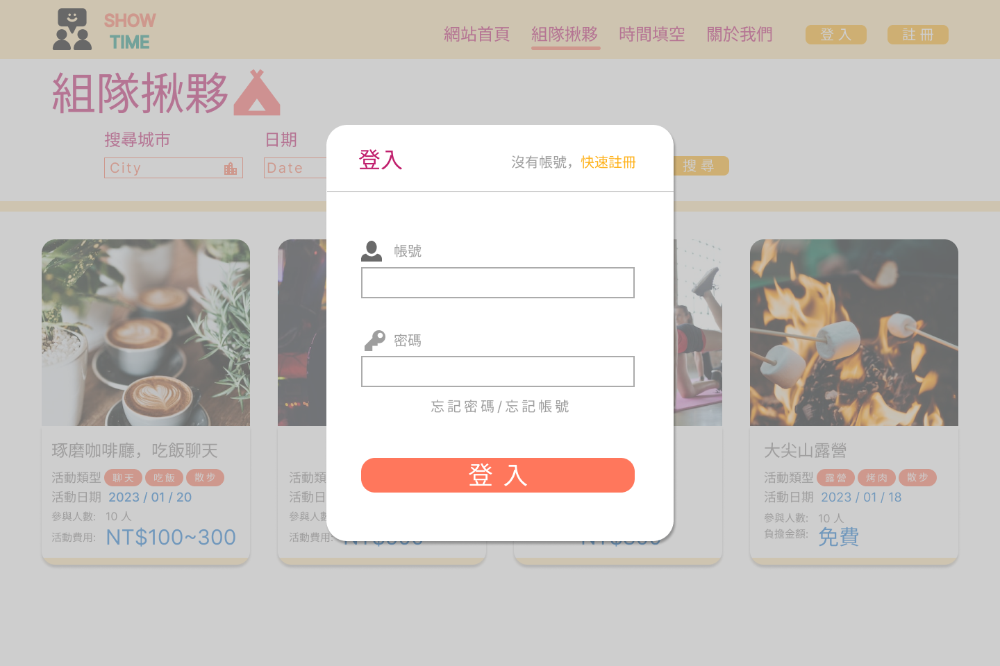 SHOW
TIME
網站首頁 組隊揪夥 時間填空 關於我們 登入 註冊
組隊揪夥
搜尋城市 日期
City Date 搜尋
登入 沒有帳號，快速註冊
帳號
密碼
忘記密碼/忘記帳號
登入
琢磨咖啡廳，吃飯聊天
活動類型 聊天 吃飯 散步
活動日期 2023 / 01 / 20
參與人數: 10 人
活動費用: NT$100~300
活動類
活動日
參與人數
活動費用:
大尖山露營
活動類型 露營 烤肉 散步
活動日期 2023 / 01 / 18
參與人數: 10 人
負擔金額: 免費